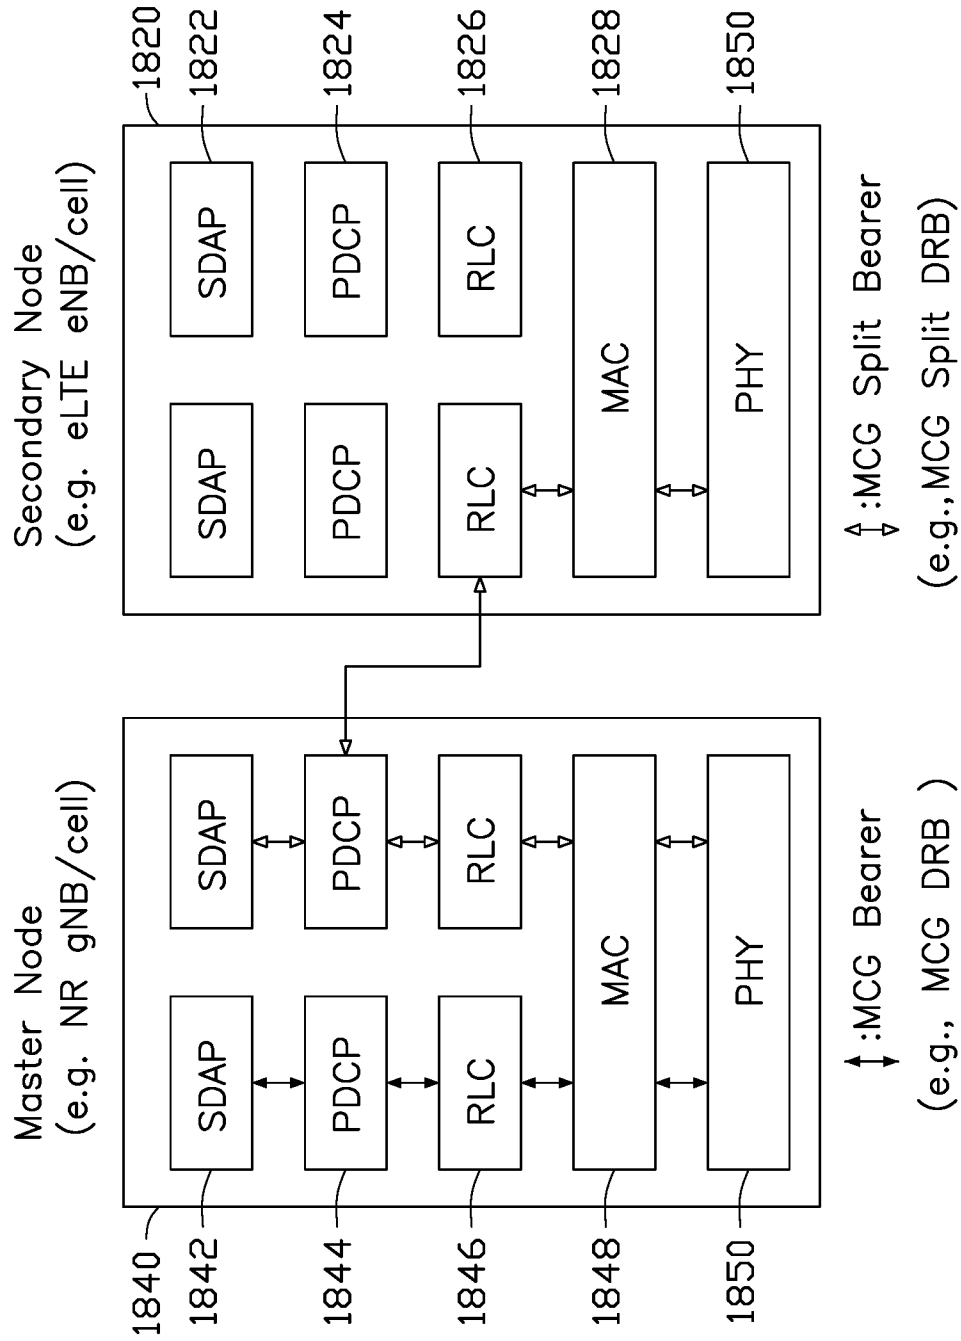 Master Node
(e.g. NR gNB/cell)
Secondary Node
(e.g. eLTE eNB/cell)
1840
1820
1842
SDAP
SDAP
SDAP
SDAP
1822
1844
PDCP
PDCP
PDCP
PDCP
1824
1846
RLC
RLC
RLC
RLC
1826
1848
MAC
MAC
1828
1850
PHY
PHY
1850
:MCG Bearer
(e.g., MCG DRB )
:MCG Split Bearer
(e.g.,MCG Split DRB)